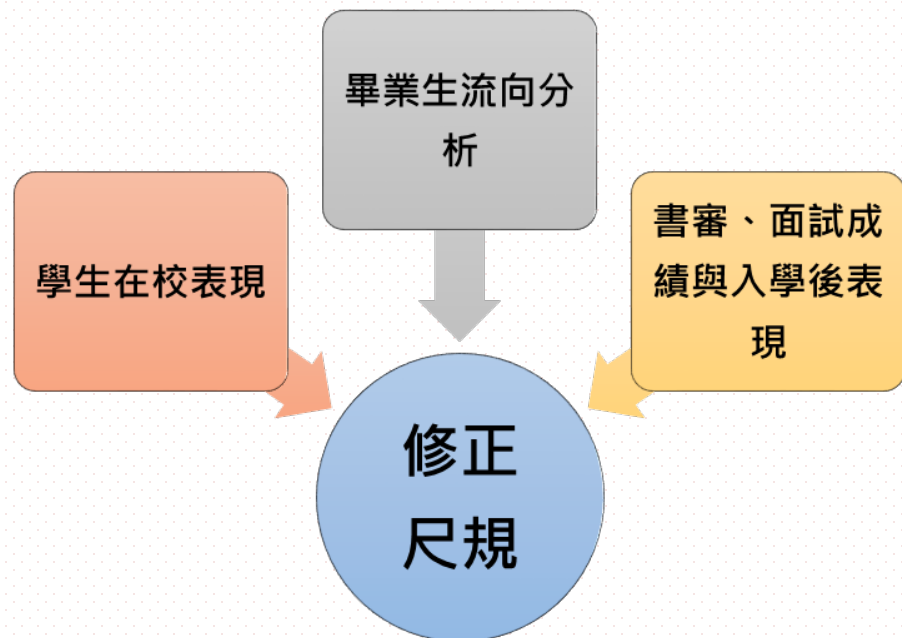 畢業生流向分
析
學生在校表現
書審、面試成
績與入學後表
現
修正
尺規